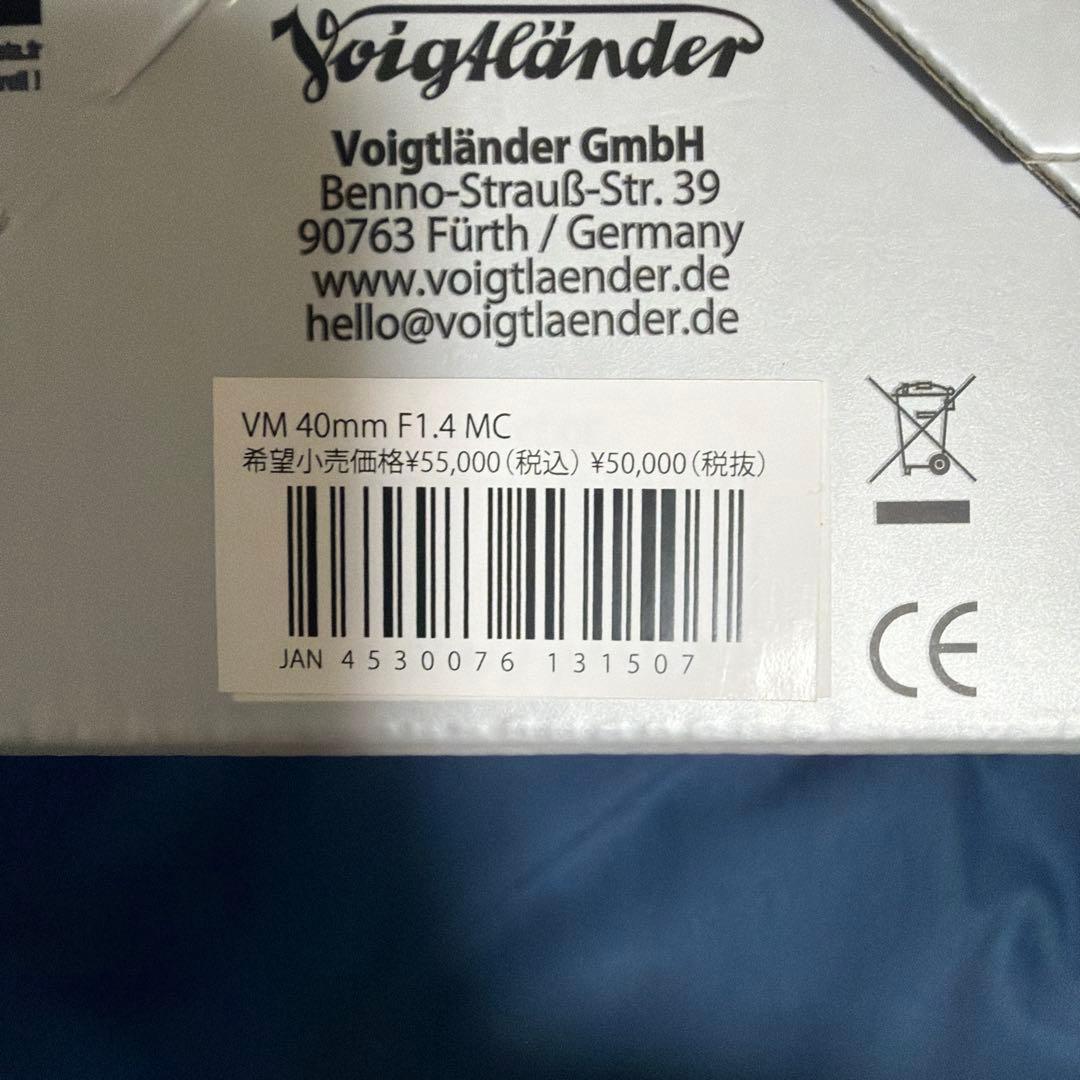 Voigtländer
Voigtländer GmbH
Benno-Strauß-Str. 39
90763 Fürth / Germany
www.voigtlaender.de
hello@voigtlaender.de
VM 40mm F1.4 MC
希望小売価格¥55,000(税込) ¥50,000(税抜)
JAN 4530076 131507
CE